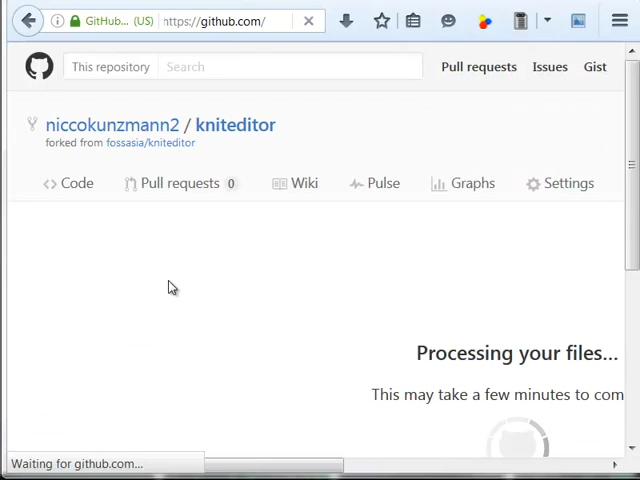 GitHub... (US) https://github.com/
This repository Search Pull requests Issues Gist
niccokunzmann2 / kniteditor
forked from fossasia/kniteditor
Code Pull requests 0 Wiki Pulse Graphs Settings
Processing your files...
This may take a few minutes to com
Waiting for github.com...